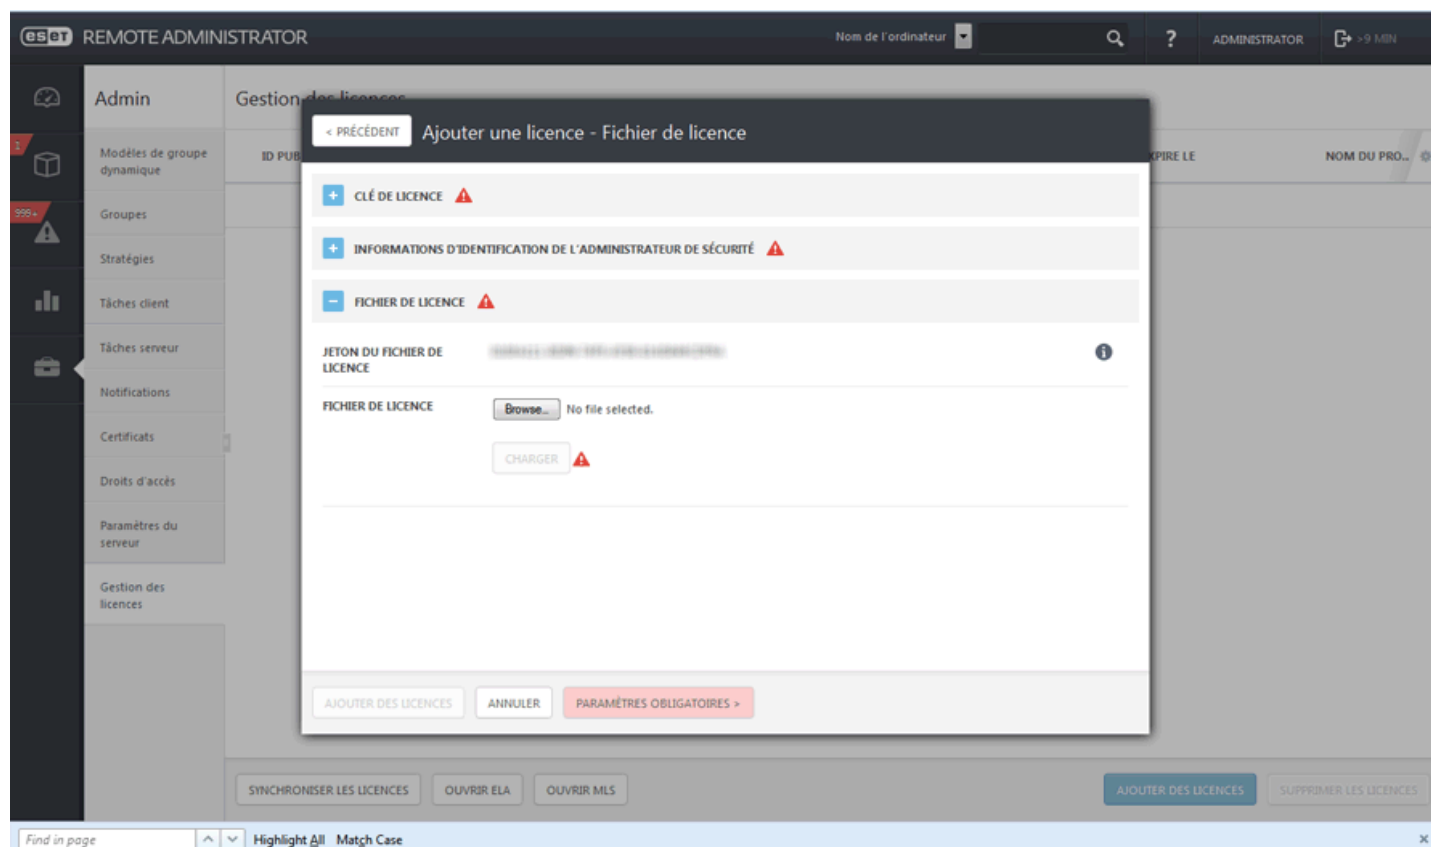 eseT REMOTE ADMINISTRATOR
Nom de l'ordinateur
?
ADMINISTRATOR
>9 MIN
Admin
Gestion des licences
1
999+
Modèles de groupe
dynamique
Groupes
Stratégies
Tâches client
Tâches serveur
Notifications
Certificats
Droits d'accès
Paramètres du
serveur
Gestion des
licences
ID PUB
XPIRE LE
NOM DU PRO...
< PRÉCÉDENT
Ajouter une licence - Fichier de licence
CLÉ DE LICENCE
INFORMATIONS D'IDENTIFICATION DE L'ADMINISTRATEUR DE SÉCURITÉ
FICHIER DE LICENCE
JETON DU FICHIER DE
LICENCE
FICHIER DE LICENCE
Browse... No file selected.
CHARGER
AJOUTER DES LICENCES
ANNULER
PARAMÈTRES OBLIGATOIRES >
SYNCHRONISER LES LICENCES
OUVRIR ELA
OUVRIR MLS
AJOUTER DES LICENCES
SUPPRIMER LES LICENCES
Find in page
Highlight All Match Case